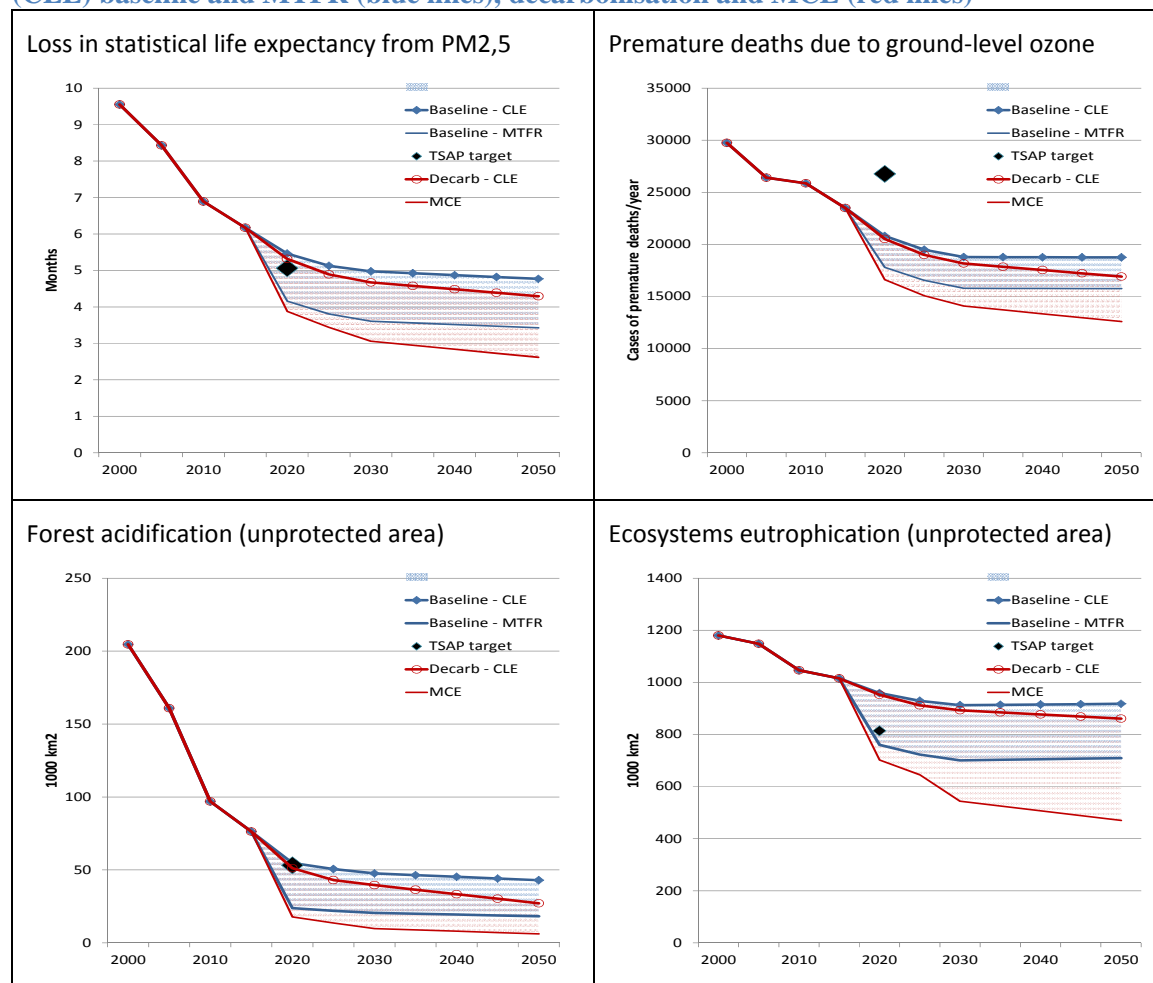 (CLE) baseline and MTFR (blue lines), decarbonisation and MCE (red lines)
Loss in statistical life expectancy from PM2,5
10
9
8
7
6
5
4
3
2
1
0
Months
2000 2010 2020 2030 2040 2050
Baseline - CLE
Baseline - MTFR
TSAP target
Decarb - CLE
MCE
Premature deaths due to ground-level ozone
35000
30000
25000
20000
15000
10000
5000
0
Cases of premature deaths/year
2000 2010 2020 2030 2040 2050
Baseline - CLE
Baseline - MTFR
TSAP target
Decarb - CLE
MCE
Forest acidification (unprotected area)
250
200
150
100
50
0
1000 km2
2000 2010 2020 2030 2040 2050
Baseline - CLE
Baseline - MTFR
TSAP target
Decarb - CLE
MCE
Ecosystems eutrophication (unprotected area)
1400
1200
1000
800
600
400
200
0
1000 km2
2000 2010 2020 2030 2040 2050
Baseline - CLE
Baseline - MTFR
TSAP target
Decarb - CLE
MCE